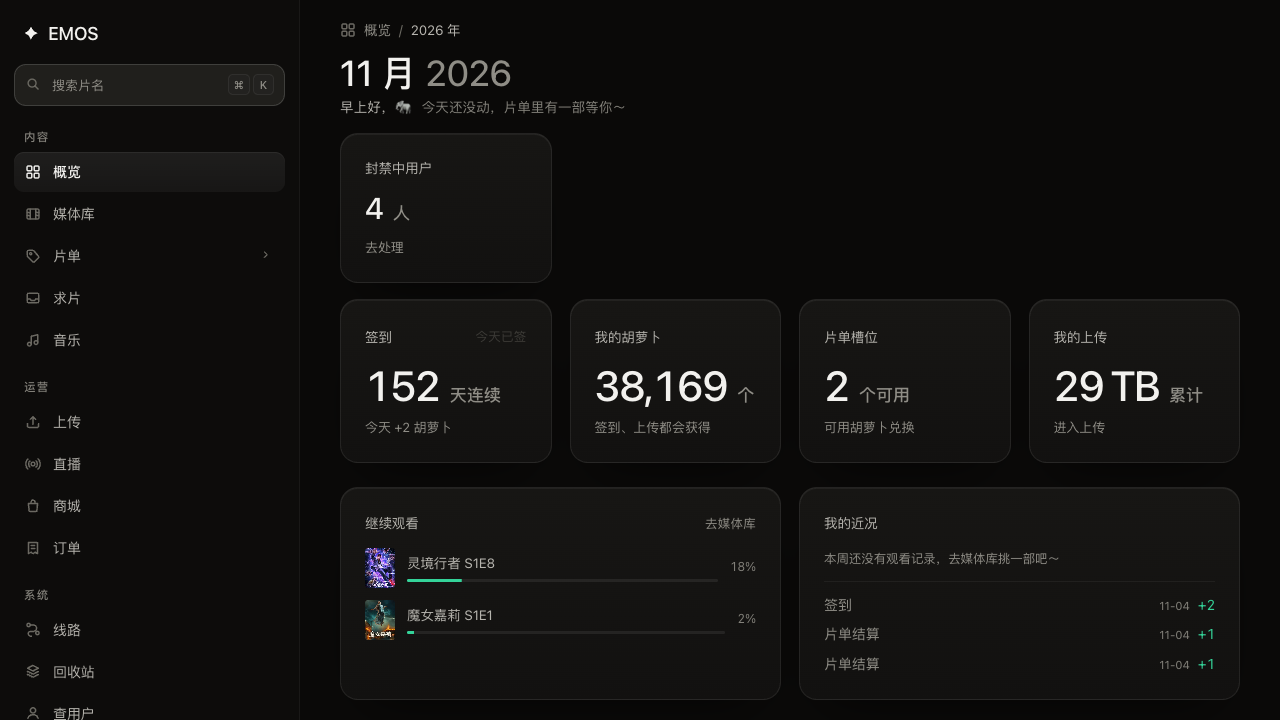 EMOS
搜索片名 ⌘ K
内容
概览
媒体库
片单
求片
音乐
运营
上传
直播
商城
订单
系统
线路
回收站
查用户
概览 / 2026 年
11 月 2026
早上好， 今天还没动，片单里有一部等你～
封禁中用户
4 人
去处理
签到 今天已签
152 天连续
今天 +2 胡萝卜
我的胡萝卜
38,169 个
签到、上传都会获得
片单槽位
2 个可用
可用胡萝卜兑换
我的上传
29 TB 累计
进入上传
继续观看 去媒体库
灵境行者 S1E8 18%
魔女嘉莉 S1E1 2%
我的近况
本周还没有观看记录，去媒体库挑一部吧～
签到 11-04 +2
片单结算 11-04 +1
片单结算 11-04 +1